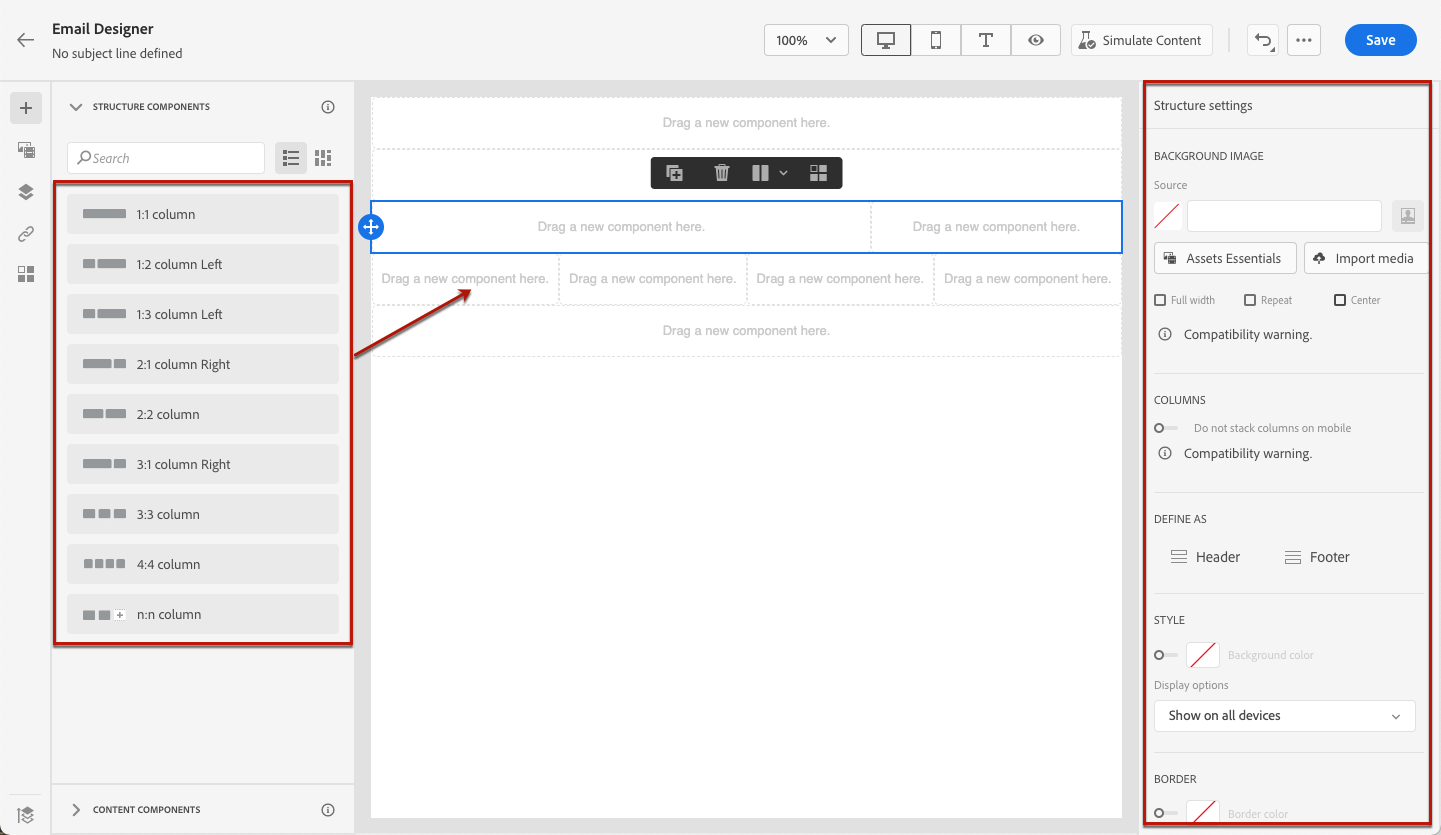 Email Designer
No subject line defined
100%
Simulate Content
Save
STRUCTURE COMPONENTS
Search
1:1 column
1:2 column Left
1:3 column Left
2:1 column Right
2:2 column
3:1 column Right
3:3 column
4:4 column
n:n column
CONTENT COMPONENTS
Drag a new component here.
Drag a new component here. Drag a new component here.
Drag a new component here. Drag a new component here. Drag a new component here. Drag a new component here.
Drag a new component here.
Structure settings
BACKGROUND IMAGE
Source
Assets Essentials Import media
Full width Repeat Center
Compatibility warning.
COLUMNS
Do not stack columns on mobile
Compatibility warning.
DEFINE AS
Header Footer
STYLE
Background color
Display options
Show on all devices
BORDER
Border color